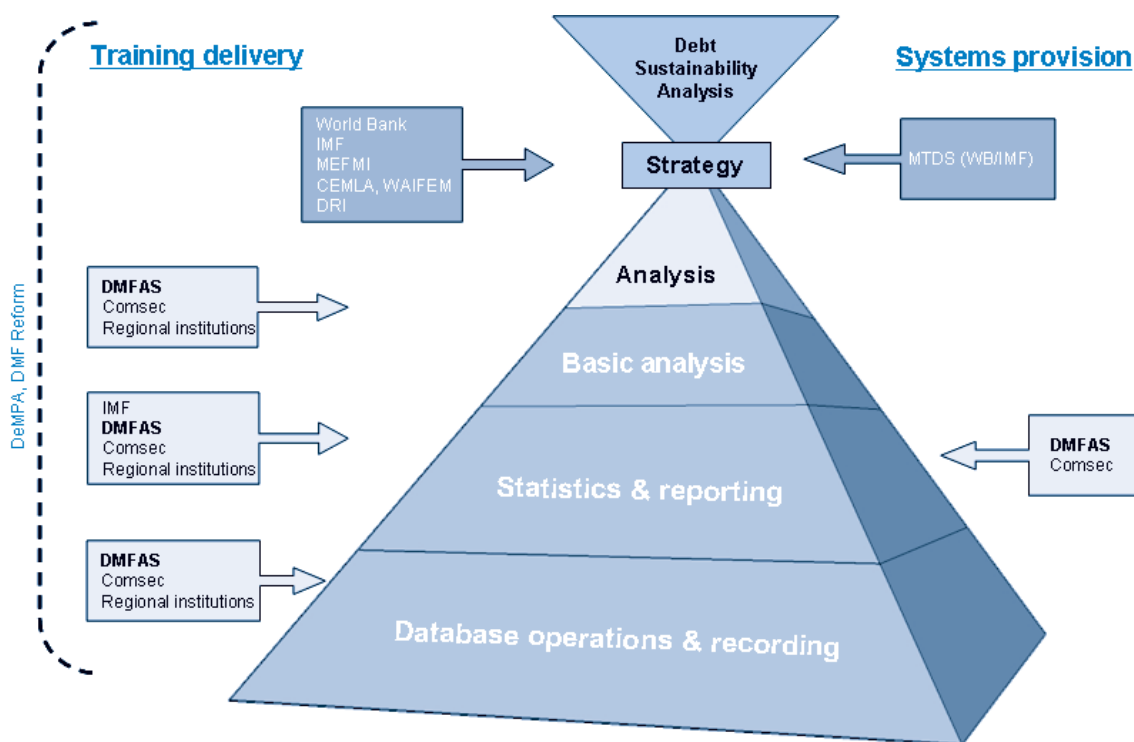 Training delivery
Debt
Sustainability
Analysis
Systems provision
World Bank
IMF
MEFMI
CEMLA, WAIFEM
DRI
Strategy
MTDS (WB/IMF)
DeMPA, DMF Reform
DMFAS
Comsec
Regional institutions
Analysis
Basic analysis
IMF
DMFAS
Comsec
Regional institutions
Statistics & reporting
DMFAS
Comsec
DMFAS
Comsec
Regional institutions
Database operations & recording